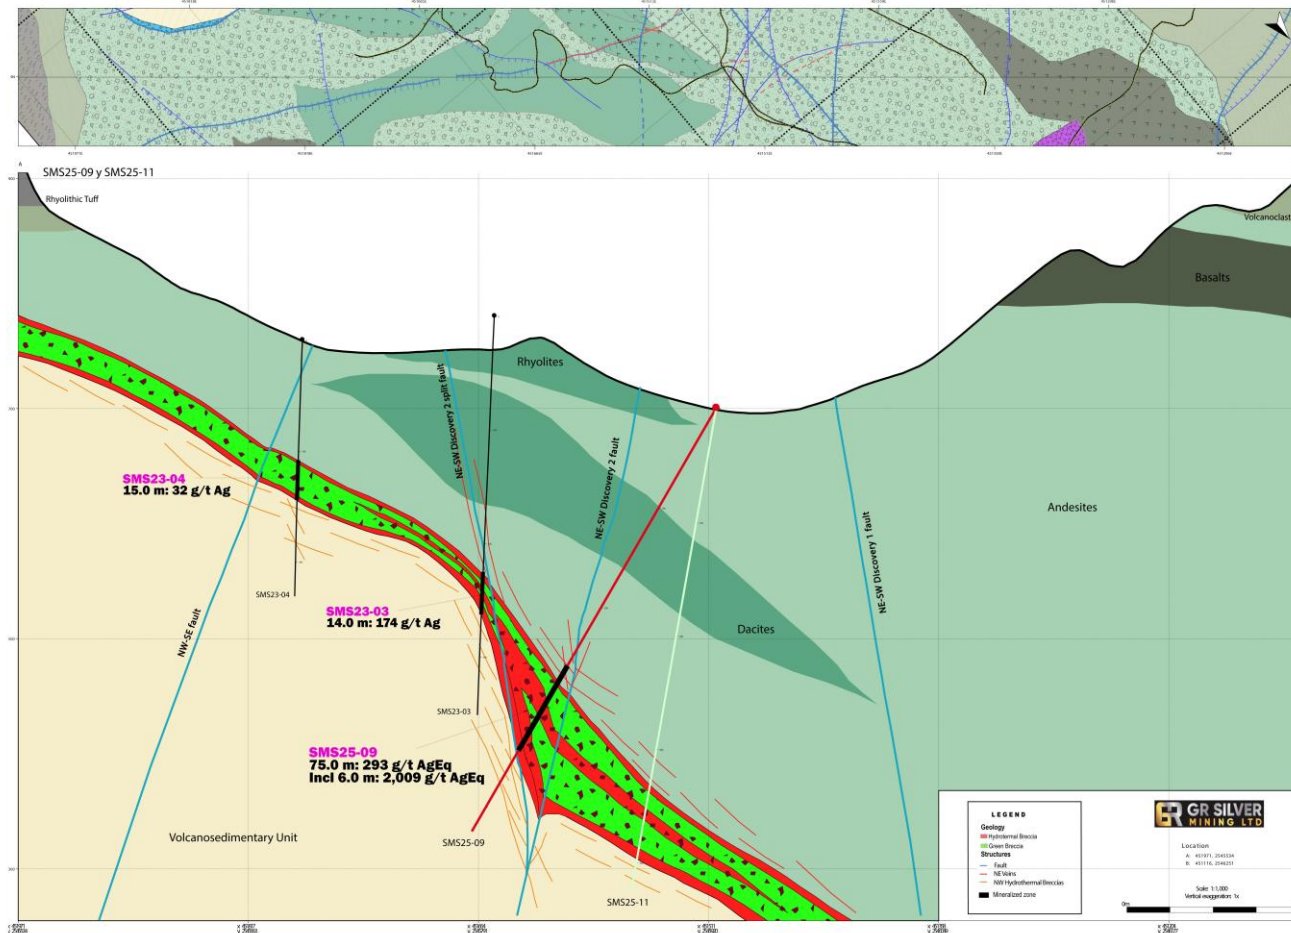 A
SMS25-09 y SMS25-11
Rhyolithic Tuff
Volcanoclast
Basalts
Rhyolites
NE-SW Discovery 2 split fault
SMS23-04
15.0 m: 32 g/t Ag
NE-SW Discovery 2 fault
Andesites
NE-SW Discovery 1 fault
SMS23-04
SMS23-03
14.0 m: 174 g/t Ag
NW-SE fault
Dacites
SMS23-03
SMS25-09
75.0 m: 293 g/t AgEq
Incl 6.0 m: 2,009 g/t AgEq
Volcanosedimentary Unit
SMS25-09
SMS25-11
LEGEND
Geology
Hydrotermal Breccia
Green Breccia
Structures
Fault
NE Veins
NW Hydrothermal Breccias
Mineralized zone
GR SILVER
MINING LTD
Location
Scale 1:1,000
Vertical exaggeration: 1x
0m